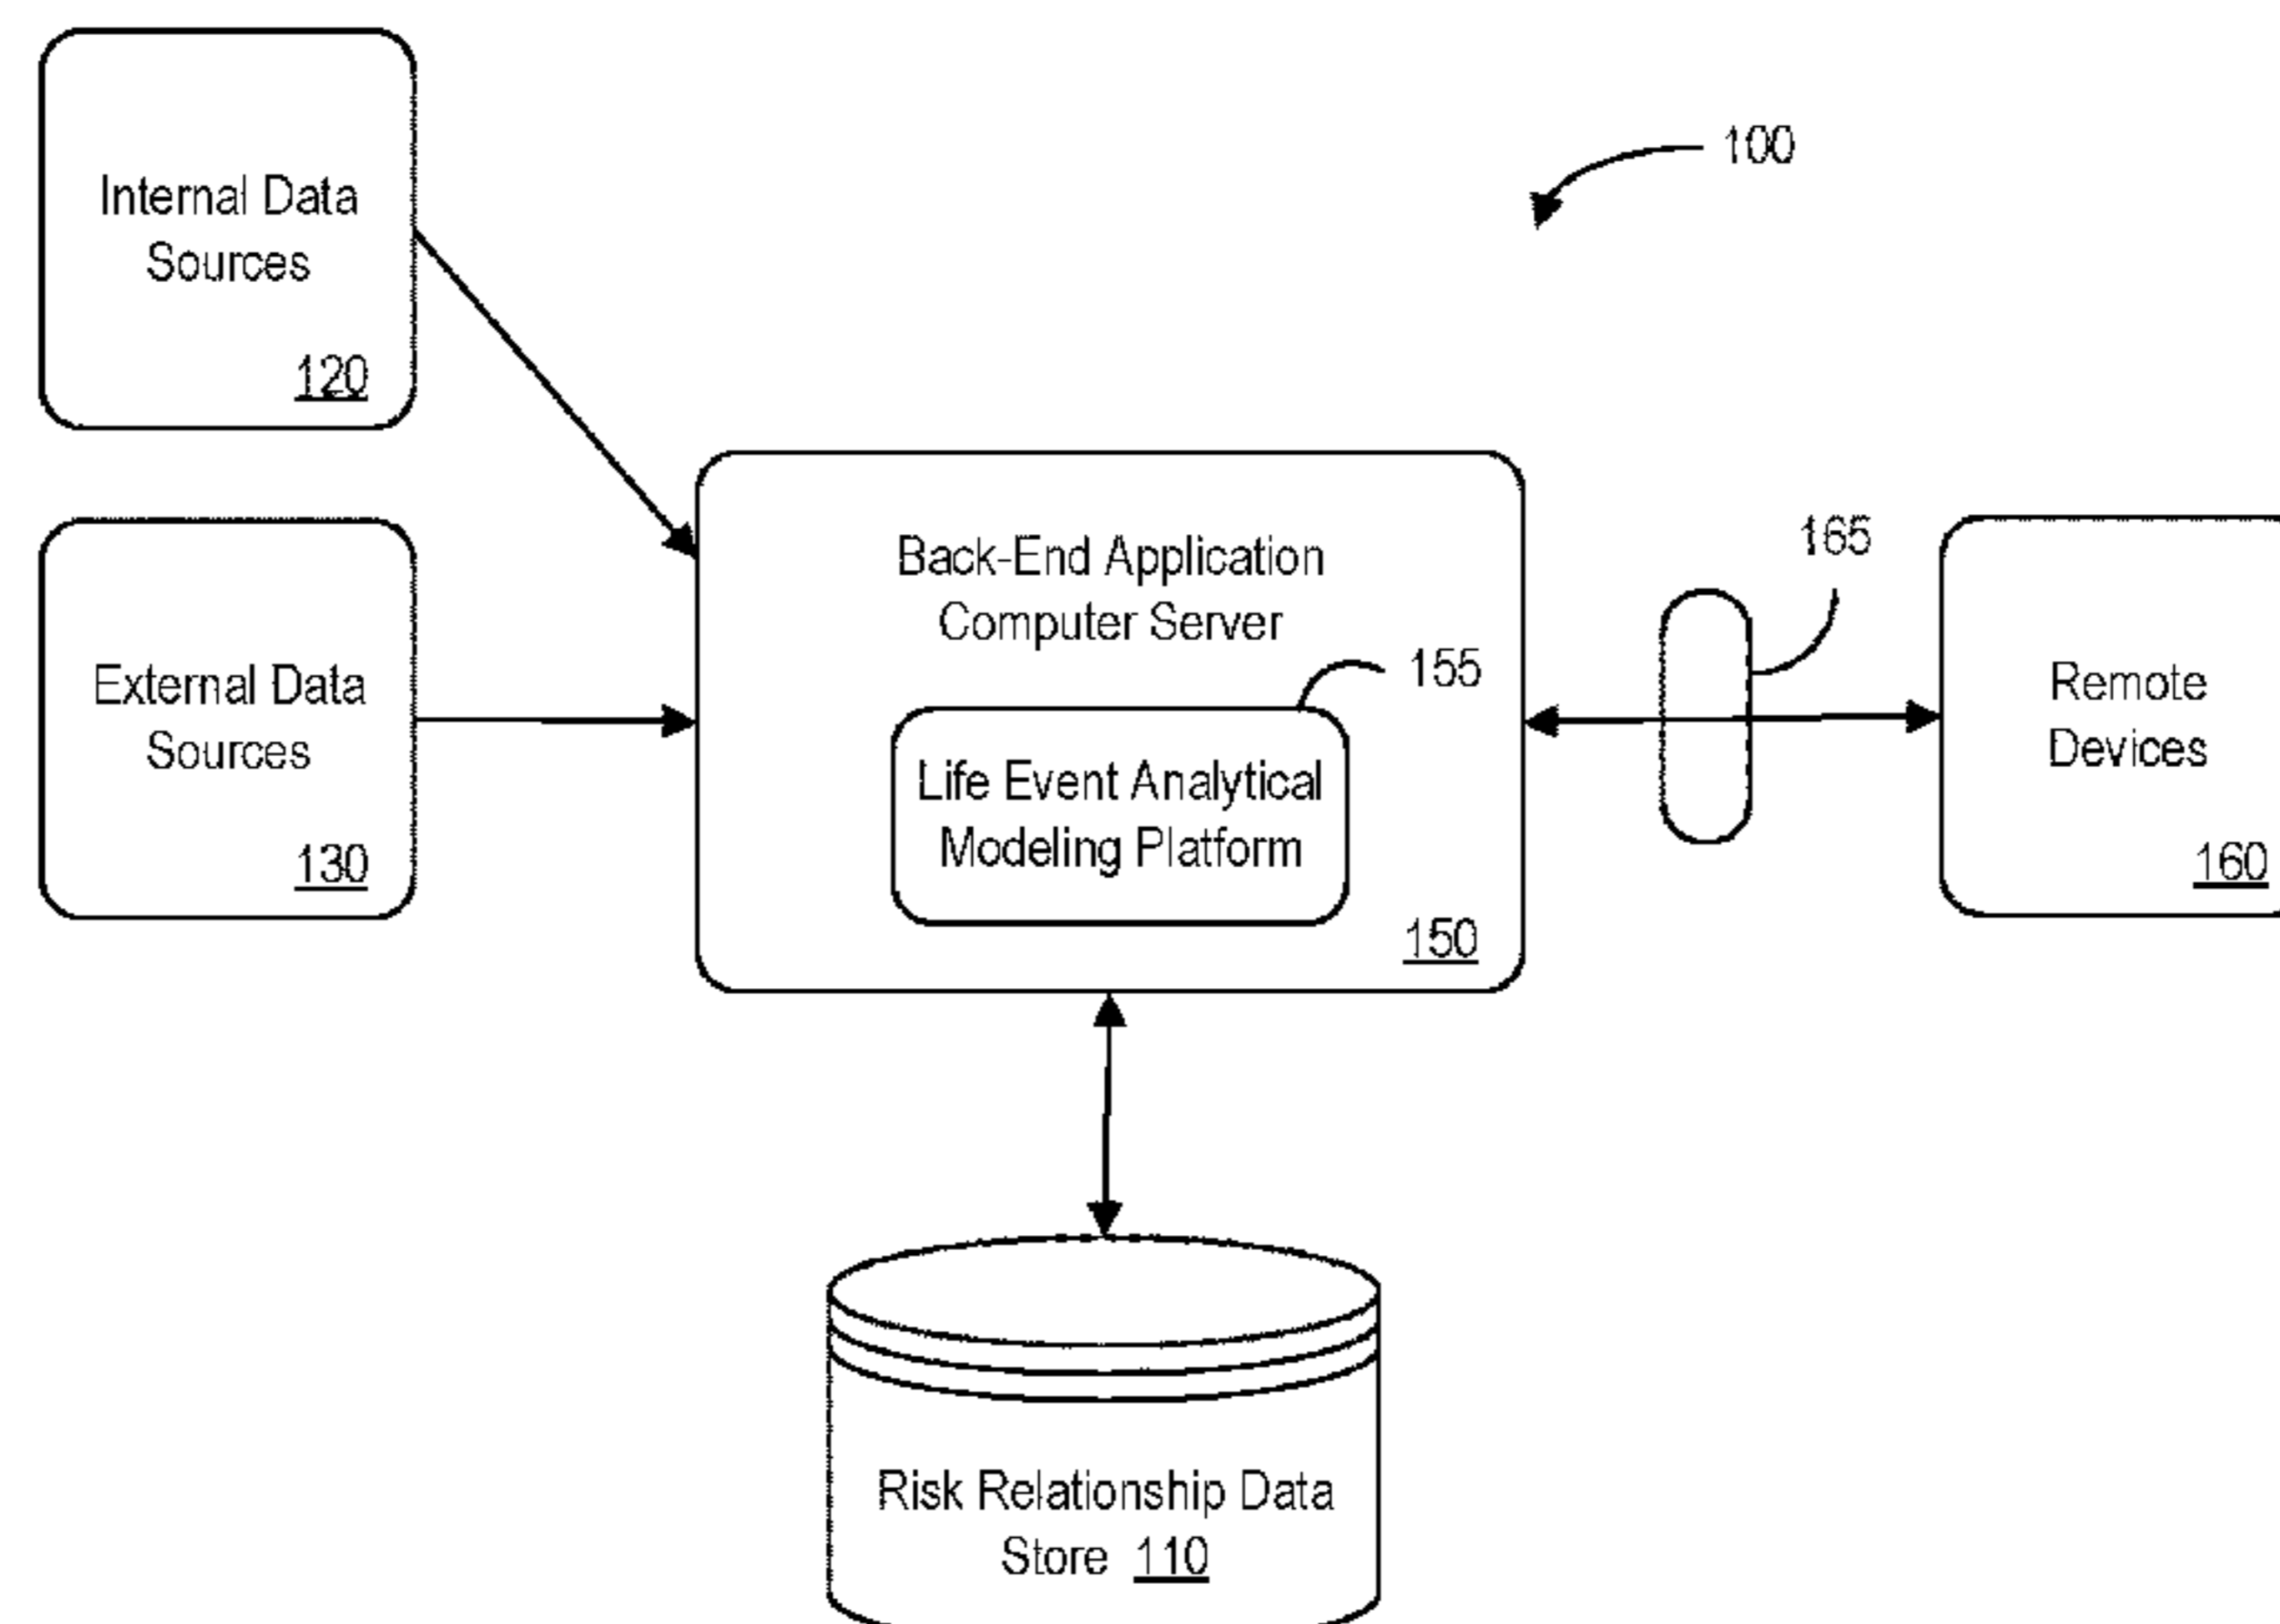 100
Internal Data
Sources
120
Back-End Application
Computer Server
165
155
External Data
Sources
130
Life Event Analytical
Modeling Platform
150
Remote
Devices
160
Risk Relationship Data
Store 110